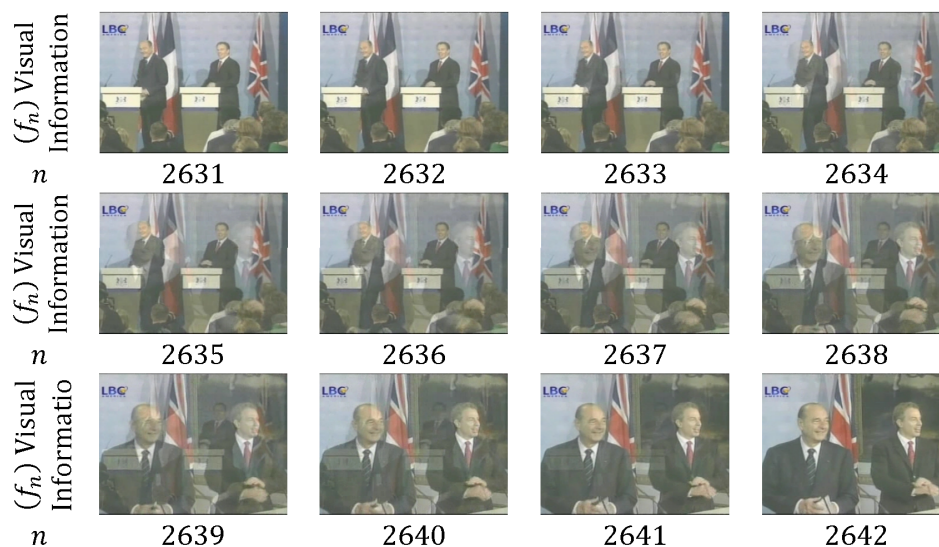 (fₙ) Visual
Information
LBC LBC LBC LBC
n 2631 2632 2633 2634
(fₙ) Visual
Information
LBC LBC LBC LBC
n 2635 2636 2637 2638
(fₙ) Visual
Informatio
LBC LBC LBC LBC
n 2639 2640 2641 2642